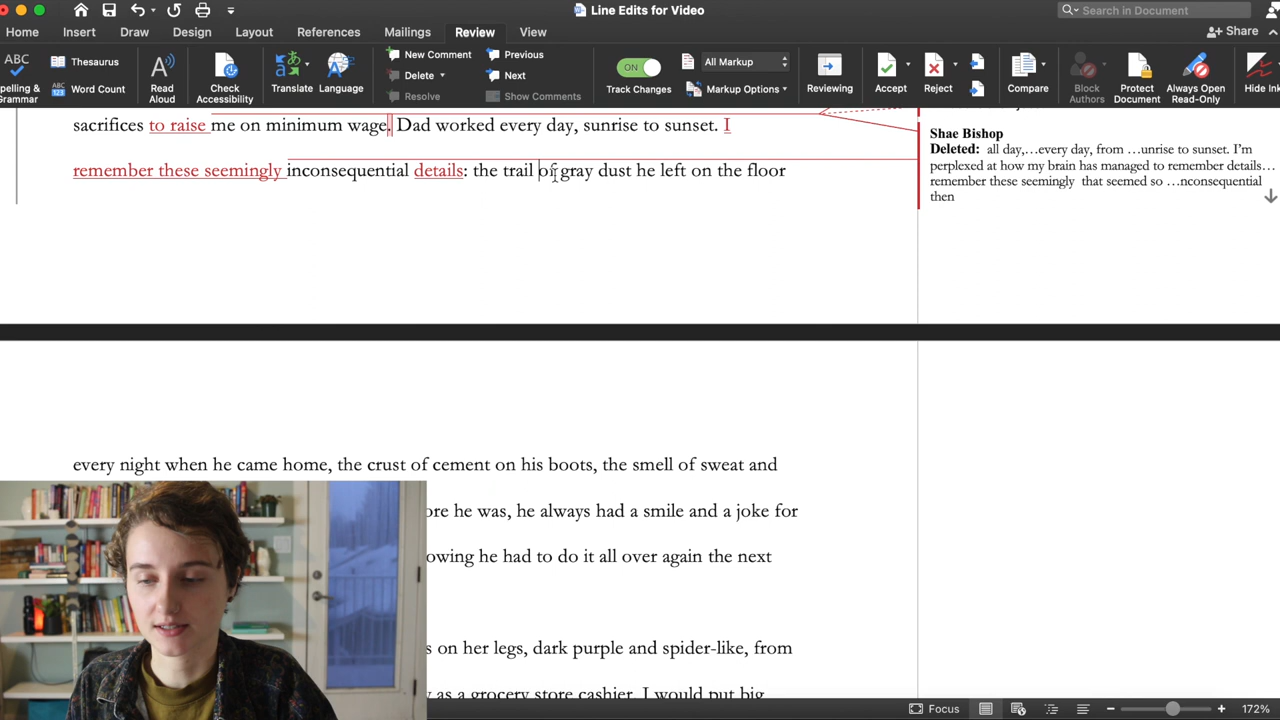 Line Edits for Video
Search in Document
Home Insert Draw Design Layout References Mailings Review View
Share
ABC
Spelling &
Grammar
Thesaurus
ABC
123
Word Count
A
Read
Aloud
Check
Accessibility
Translate
Language
New Comment
Delete
Resolve
Previous
Next
Show Comments
ON
Track Changes
All Markup
Markup Options
Reviewing
Accept
Reject
Compare
Block
Authors
Protect
Document
Always Open
Read-Only
Hide Ink
sacrifices to raise me on minimum wage. Dad worked every day, sunrise to sunset. I
remember these seemingly inconsequential details: the trail of gray dust he left on the floor
Shae Bishop
Deleted: all day,…every day, from …unrise to sunset. I'm
perplexed at how my brain has managed to remember details…
remember these seemingly that seemed so …nconsequential
then
every night when he came home, the crust of cement on his boots, the smell of sweat and
ore he was, he always had a smile and a joke for
owing he had to do it all over again the next
s on her legs, dark purple and spider-like, from
y as a grocery store cashier. I would put big
Focus
172%